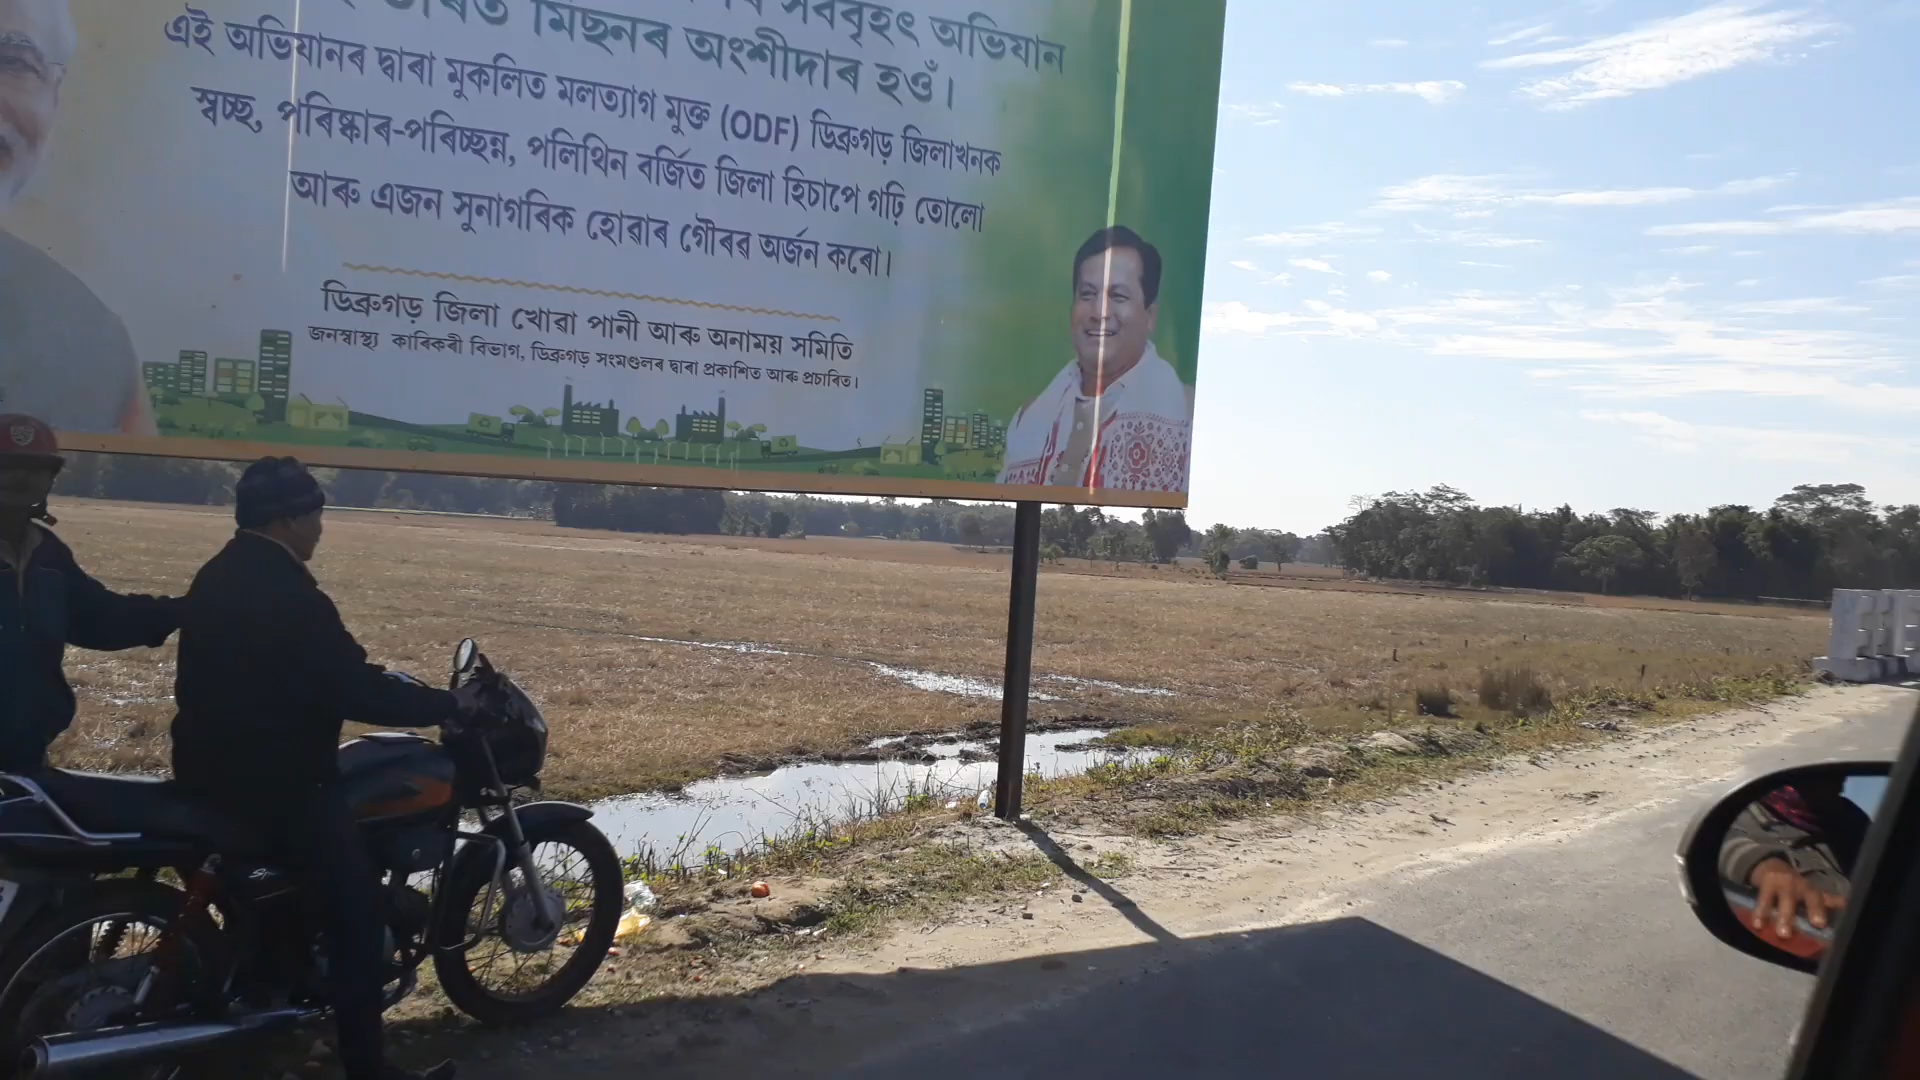 ভাৰত মিছনৰ অংশীদাৰ হওঁ।
সৰ্ববৃহৎ অভিযান
এই অভিযানৰ দ্বাৰা মুকলিত মলত্যাগ মুক্ত (ODF) ডিব্ৰুগড় জিলাখনক
স্বচ্ছ, পৰিষ্কাৰ-পৰিচ্ছন্ন, পলিথিন বৰ্জিত জিলা হিচাপে গঢ়ি তোলো
আৰু এজন সুনাগৰিক হোৱাৰ গৌৰৱ অৰ্জন কৰো।
ডিব্ৰুগড় জিলা খোৱা পানী আৰু অনাময় সমিতি
জনস্বাস্থ্য কাৰিকৰী বিভাগ, ডিব্ৰুগড় সংমণ্ডলৰ দ্বাৰা প্ৰকাশিত আৰু প্ৰচাৰিত।